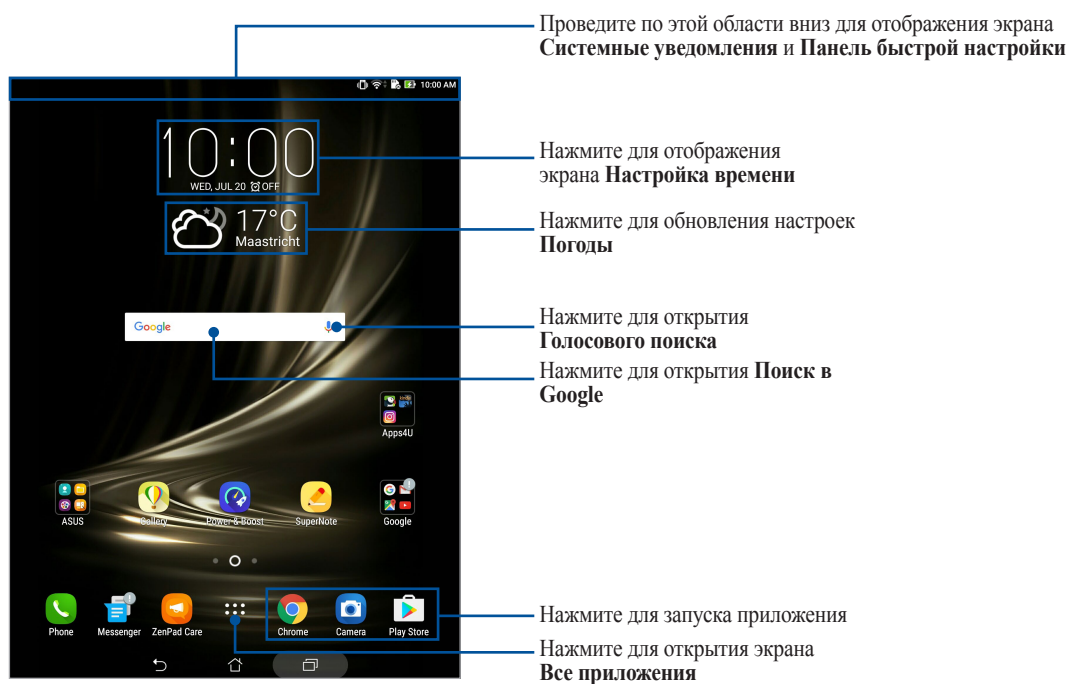 Проведите по этой области вниз для отображения экрана
Системные уведомления и Панель быстрой настройки
10:00 AM
10:00
WED, JUL 20 OFF
Нажмите для отображения
экрана Настройка времени
17°C
Maastricht
Нажмите для обновления настроек
Погоды
Google
Нажмите для открытия
Голосового поиска
Нажмите для открытия Поиск в
Google
Apps4U
ASUS
Gallery
Power & Boost
SuperNote
Google
Phone
Messenger
ZenPad Care
Chrome
Camera
Play Store
Нажмите для запуска приложения
Нажмите для открытия экрана
Все приложения